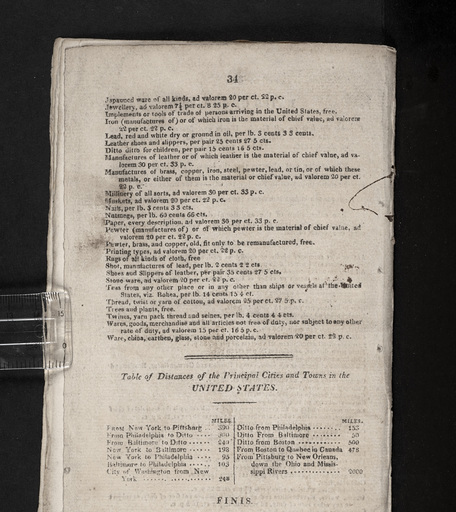 34
Japanned ware of all kinds, ad valorem 20 per ct. 22 p. c.
Jewellery, ad valorem 7½ per ct. 8 25 p. c.
Implements or tools of trade of persons arriving in the United States, free.
Iron (manufactures of) or of which iron is the material of chief value, ad valorem
22 per ct. 22 p. c.
Lead, red and white dry or ground in oil, per lb. 3 cents 3 3 cents.
Leather shoes and slippers, per pair 25 cents 27 5 cts.
Ditto ditto for children, per pair 15 cents 16 5 cts.
Manufactures of leather or of which leather is the material of chief value, ad va-
lorem 30 per ct. 33 p. c.
Manufactures of brass, copper, iron, steel, pewter, lead, or tin, or of which these
metals, or either of them is the material or chief value, ad valorem 20 per ct.
22 p. c.
Millinery of all sorts, ad valorem 30 per ct. 33 p. c.
Muskets, ad valorem 20 per ct. 22 p. c.
Nails, per lb. 3 cents 3 3 cts.
Nutmegs, per lb. 60 cents 66 cts.
Paper, every description, ad valorem 30 per ct. 33 p. c.
Pewter (manufactures of) or of which pewter is the material of chief value, ad
valorem 20 per ct. 22 p. c.
Pewter, brass, and copper, old, fit only to be remanufactured, free.
Printing types, ad valorem 20 per ct. 22 p. c.
Rags of all kinds of cloth, free
Shot, manufactures of lead, per lb. 2 cents 2 2 cts
Shoes and Slippers of leather, per pair 35 cents 27 5 cts.
Stone ware, ad valorem 20 per ct. 22 p. c.
Teas from any other place or in any other than ships or vessels of the United
States, viz. Bohea, per lb. 14 cents 15 4 ct.
Thread, twist or yarn of cotton, ad valorem 25 per ct. 27 5 p. c.
Trees and plants, free.
Twines, yarn pack thread and seines, per lb. 4 cents 4 4 cts.
Wares, goods, merchandise and all articles not free of duty, nor subject to any other
rate of duty, ad valorem 15 per ct. 16 5 p. c.
Ware, china, earthen, glass, stone and porcelain, ad valorem 20 per ct. 22 p. c.
Table of Distances of the Principal Cities and Towns in the
UNITED STATES.
MILES.
From New York to Pittsburg 390
From Philadelphia to Ditto 300
From Baltimore to Ditto 240
New York to Baltimore 198
New York to Philadelphia 95
Baltimore to Philadelphia 103
City of Washington from New
York 248
MILES.
Ditto from Philadelphia 153
Ditto From Baltimore 50
Ditto from Boston 500
From Boston to Quebec in Canada 478
From Pittsburg to New Orleans,
down the Ohio and Missis-
sippi Rivers 2000
FINIS.